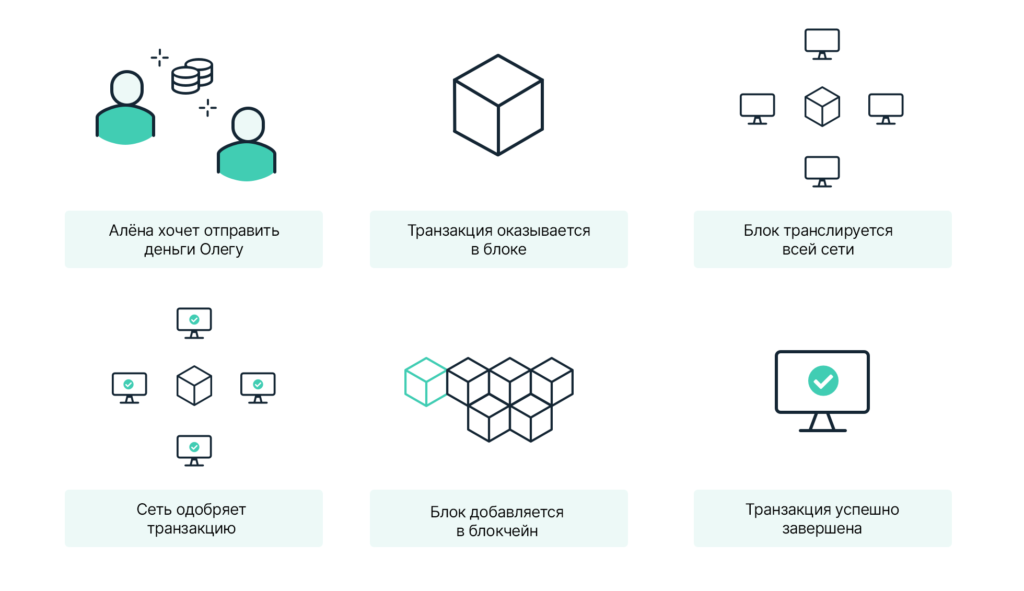 Алёна хочет отправить
деньги Олегу
Транзакция оказывается
в блоке
Блок транслируется
всей сети
Сеть одобряет
транзакцию
Блок добавляется
в блокчейн
Транзакция успешно
завершена